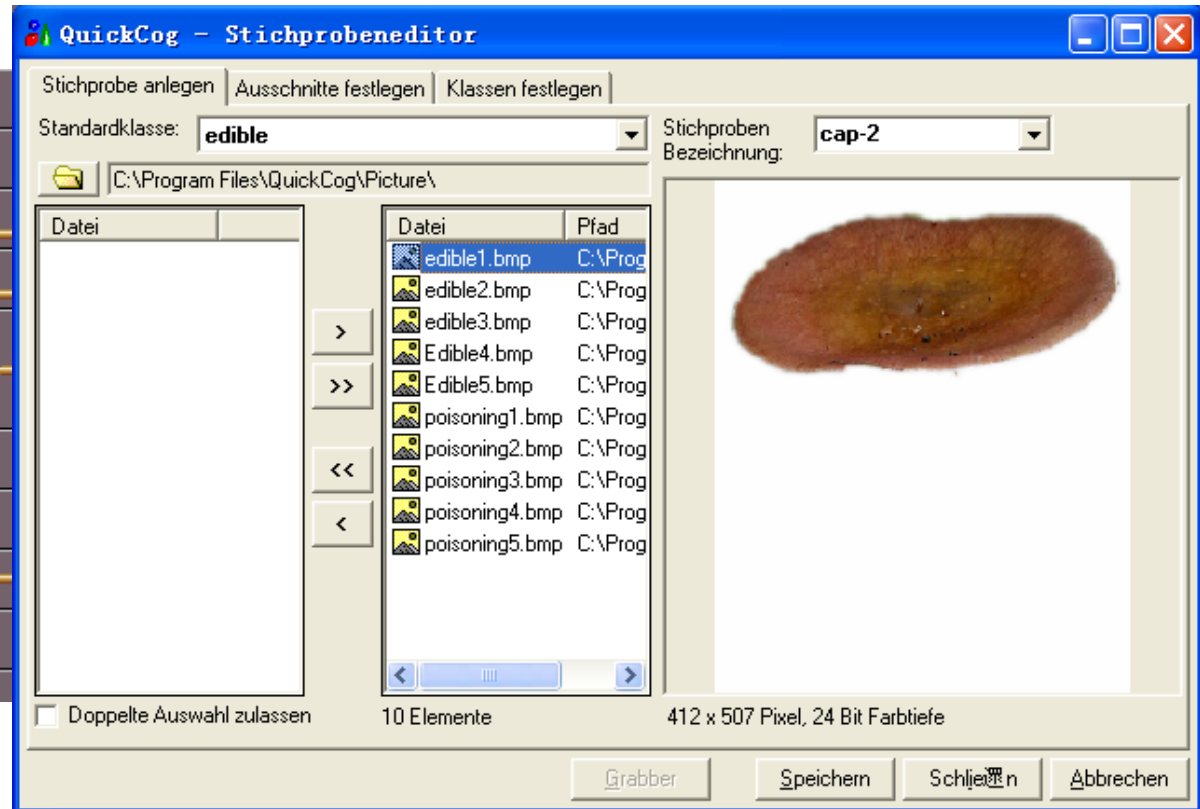 QuickCog - Stichprobeneditor
Stichprobe anlegen
Ausschnitte festlegen
Klassen festlegen
Standardklasse:
edible
Stichproben
Bezeichnung:
cap-2
C:\Program Files\QuickCog\Picture\
Datei
Datei Pfad
edible1.bmp C:\Prog
edible2.bmp C:\Prog
edible3.bmp C:\Prog
Edible4.bmp C:\Prog
Edible5.bmp C:\Prog
poisoning1.bmp C:\Prog
poisoning2.bmp C:\Prog
poisoning3.bmp C:\Prog
poisoning4.bmp C:\Prog
poisoning5.bmp C:\Prog
>
>>
<<
<
Doppelte Auswahl zulassen
10 Elemente
412 x 507 Pixel, 24 Bit Farbtiefe
Grabber
Speichern
Abbrechen